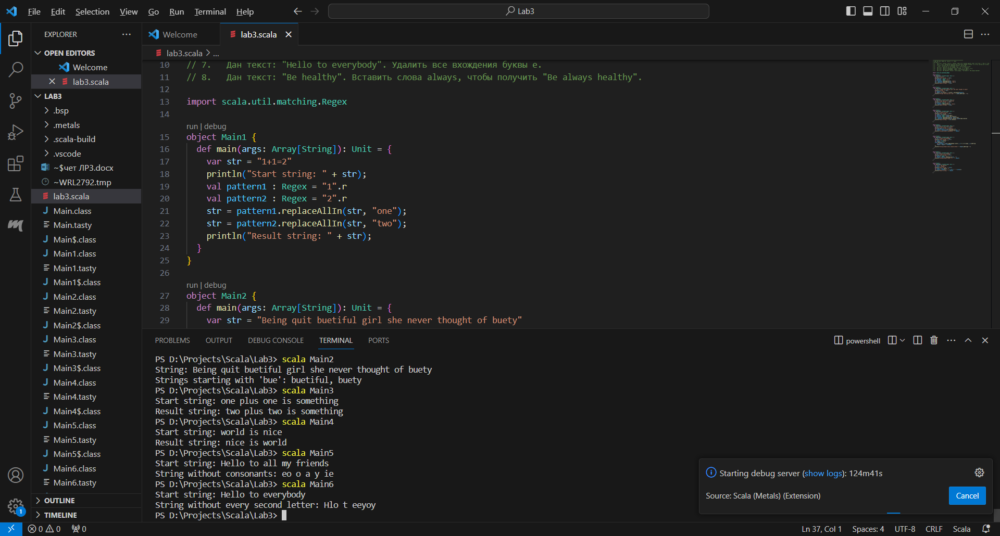 File Edit Selection View Go Run Terminal Help
Lab3
EXPLORER
OPEN EDITORS
Welcome
lab3.scala
LAB3
.bsp
.metals
.scala-build
.vscode
~$чет ЛР3.docx
~WRL2792.tmp
lab3.scala
Main.class
Main.tasty
Main$.class
Main1.class
Main1.tasty
Main1$.class
Main2.class
Main2.tasty
Main2$.class
Main3.class
Main3.tasty
Main3$.class
Main4.class
Main4.tasty
Main4$.class
Main5.class
Main5.tasty
Main5$.class
Main6.class
Main6.tasty
OUTLINE
TIMELINE
Welcome
lab3.scala
lab3.scala > ...
10 // 7. Дан текст: "Hello to everybody". Удалить все вхождения буквы e.
11 // 8. Дан текст: "Be healthy". Вставить слова always, чтобы получить "Be always healthy".
12
13 import scala.util.matching.Regex
14
run | debug
15 object Main1 {
16 def main(args: Array[String]): Unit = {
17 var str = "1+1=2"
18 println("Start string: " + str);
19 val pattern1 : Regex = "1".r
20 val pattern2 : Regex = "2".r
21 str = pattern1.replaceAllIn(str, "one");
22 str = pattern2.replaceAllIn(str, "two");
23 println("Result string: " + str);
24 }
25 }
26
run | debug
27 object Main2 {
28 def main(args: Array[String]): Unit = {
29 var str = "Being quit buetiful girl she never thought of buety"
PROBLEMS OUTPUT DEBUG CONSOLE TERMINAL PORTS
powershell
PS D:\Projects\Scala\Lab3> scala Main2
String: Being quit buetiful girl she never thought of buety
Strings starting with 'bue': buetiful, buety
PS D:\Projects\Scala\Lab3> scala Main3
Start string: one plus one is something
Result string: two plus two is something
PS D:\Projects\Scala\Lab3> scala Main4
Start string: world is nice
Result string: nice is world
PS D:\Projects\Scala\Lab3> scala Main5
Start string: Hello to all my friends
String without consonants: eo o a y ie
PS D:\Projects\Scala\Lab3> scala Main6
Start string: Hello to everybody
String without every second letter: Hlo t eeyoy
PS D:\Projects\Scala\Lab3>
Starting debug server (show logs): 124m41s
Source: Scala (Metals) (Extension)
Cancel
1
0 0 0
Ln 37, Col 1 Spaces: 4 UTF-8 CRLF Scala